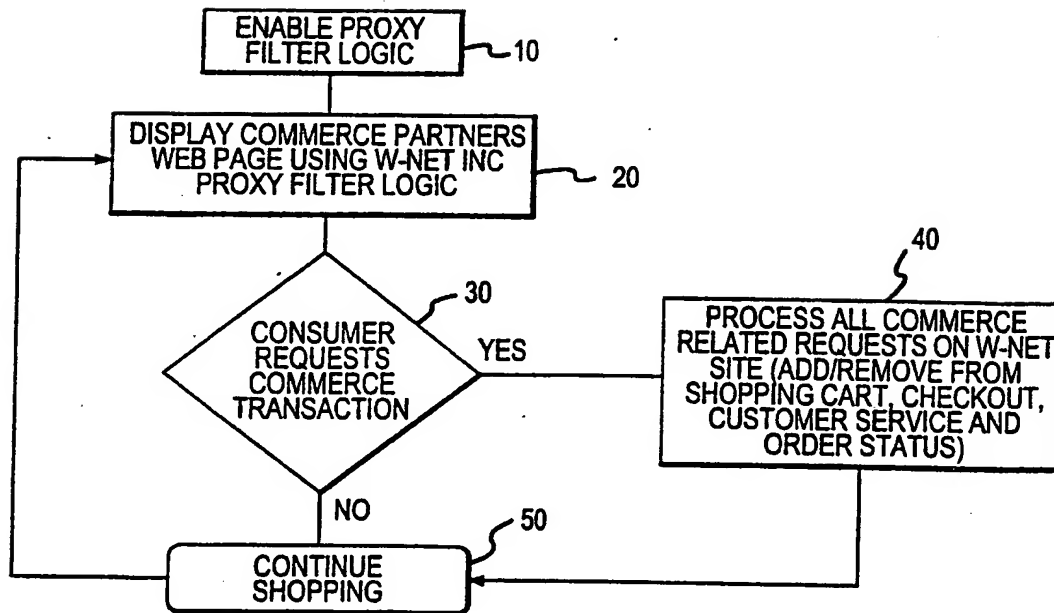 ENABLE PROXY
FILTER LOGIC
10
DISPLAY COMMERCE PARTNERS
WEB PAGE USING W-NET INC
PROXY FILTER LOGIC
20
30
CONSUMER
REQUESTS
COMMERCE
TRANSACTION
YES
40
PROCESS ALL COMMERCE
RELATED REQUESTS ON W-NET
SITE (ADD/REMOVE FROM
SHOPPING CART, CHECKOUT,
CUSTOMER SERVICE AND
ORDER STATUS)
NO
50
CONTINUE
SHOPPING